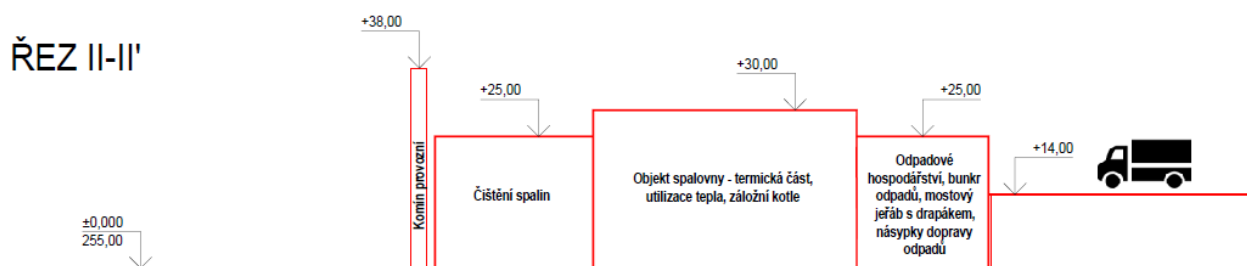 ŘEZ II-II'
+38,00
+30,00
+25,00
+25,00
+14,00
±0,000
255,00
Komín provozní
Čištění spalin
Objekt spalovny - termická část,
utilizace tepla, záložní kotle
Odpadové
hospodářství, bunkr
odpadů, mostový
jeřáb s drapákem,
násypky dopravy
odpadů